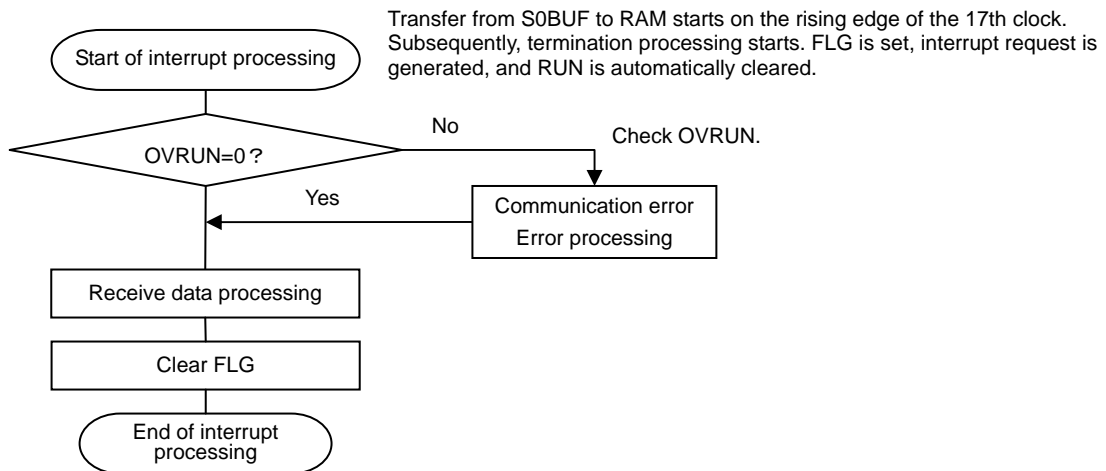 Transfer from S0BUF to RAM starts on the rising edge of the 17th clock.
Subsequently, termination processing starts. FLG is set, interrupt request is
generated, and RUN is automatically cleared.
Start of interrupt processing
No
Check OVRUN.
OVRUN=0？
Yes
Communication error
Error processing
Receive data processing
Clear FLG
End of interrupt
processing